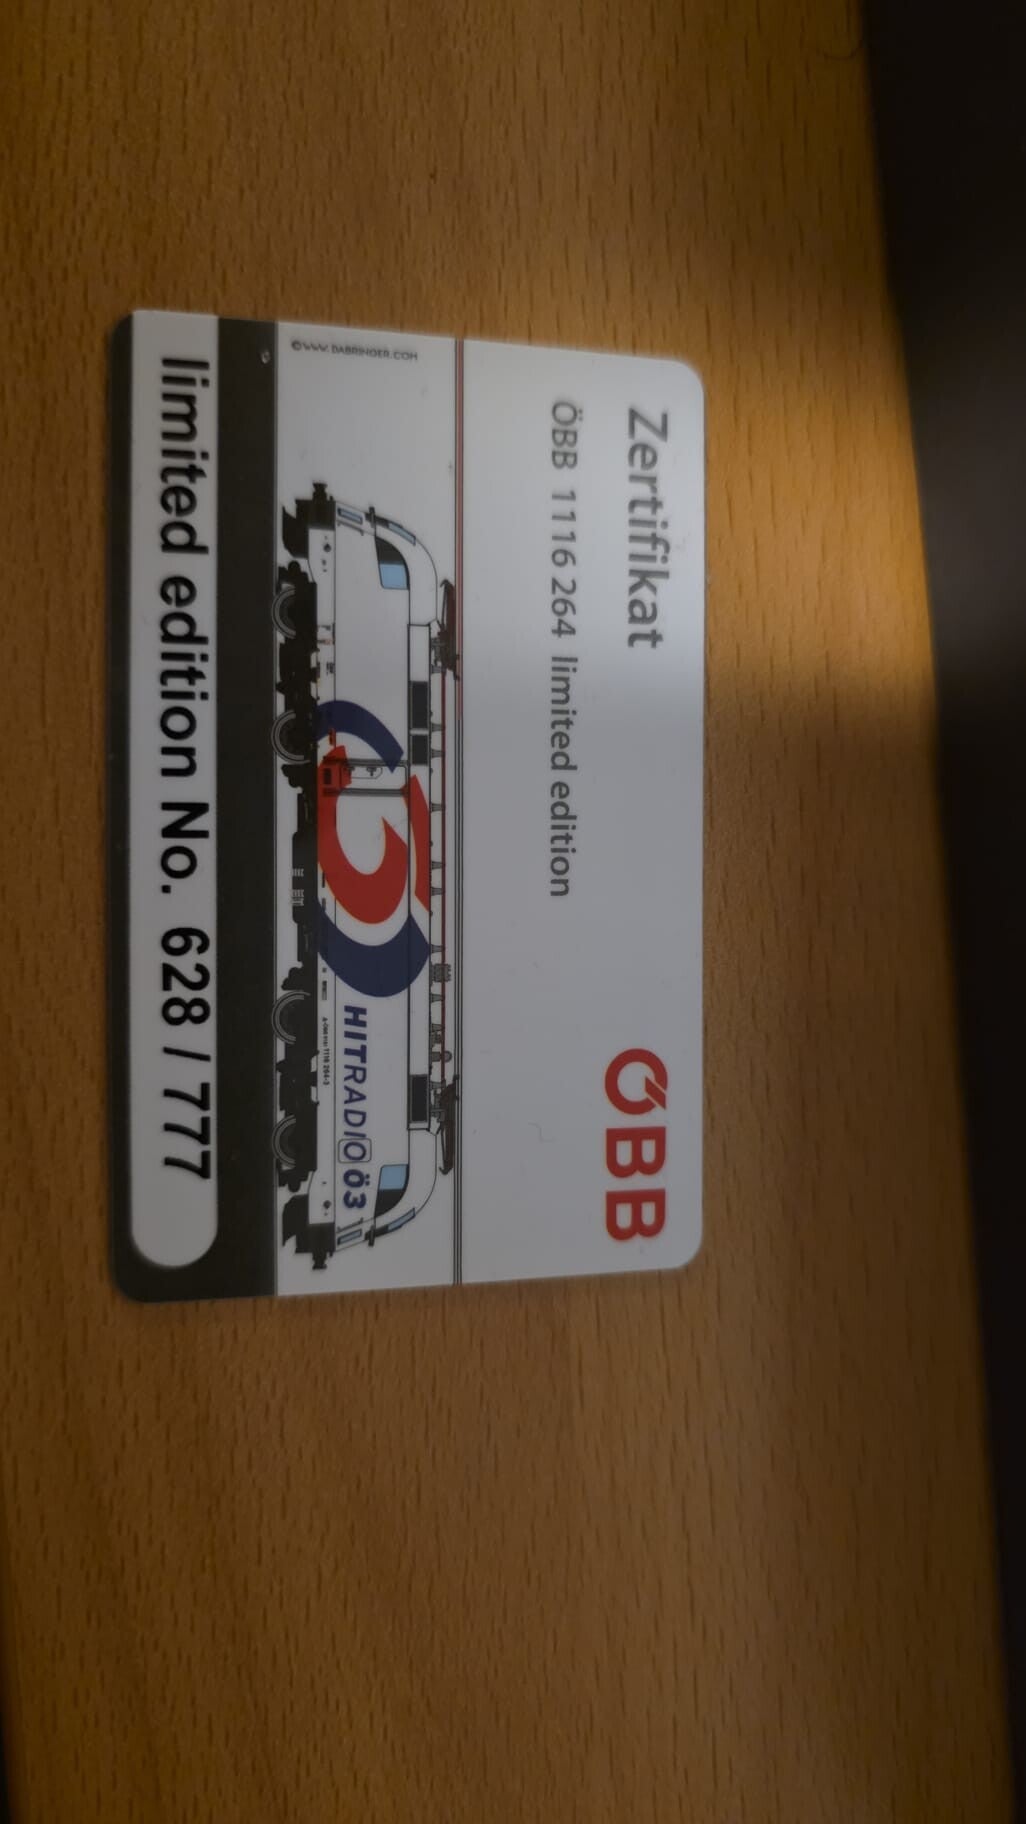 Zertifikat
ÖBB
ÖBB 1116 264 limited edition
©WWW.DABRINGER.COM
HITRADIO Ö3
limited edition No. 628 / 777